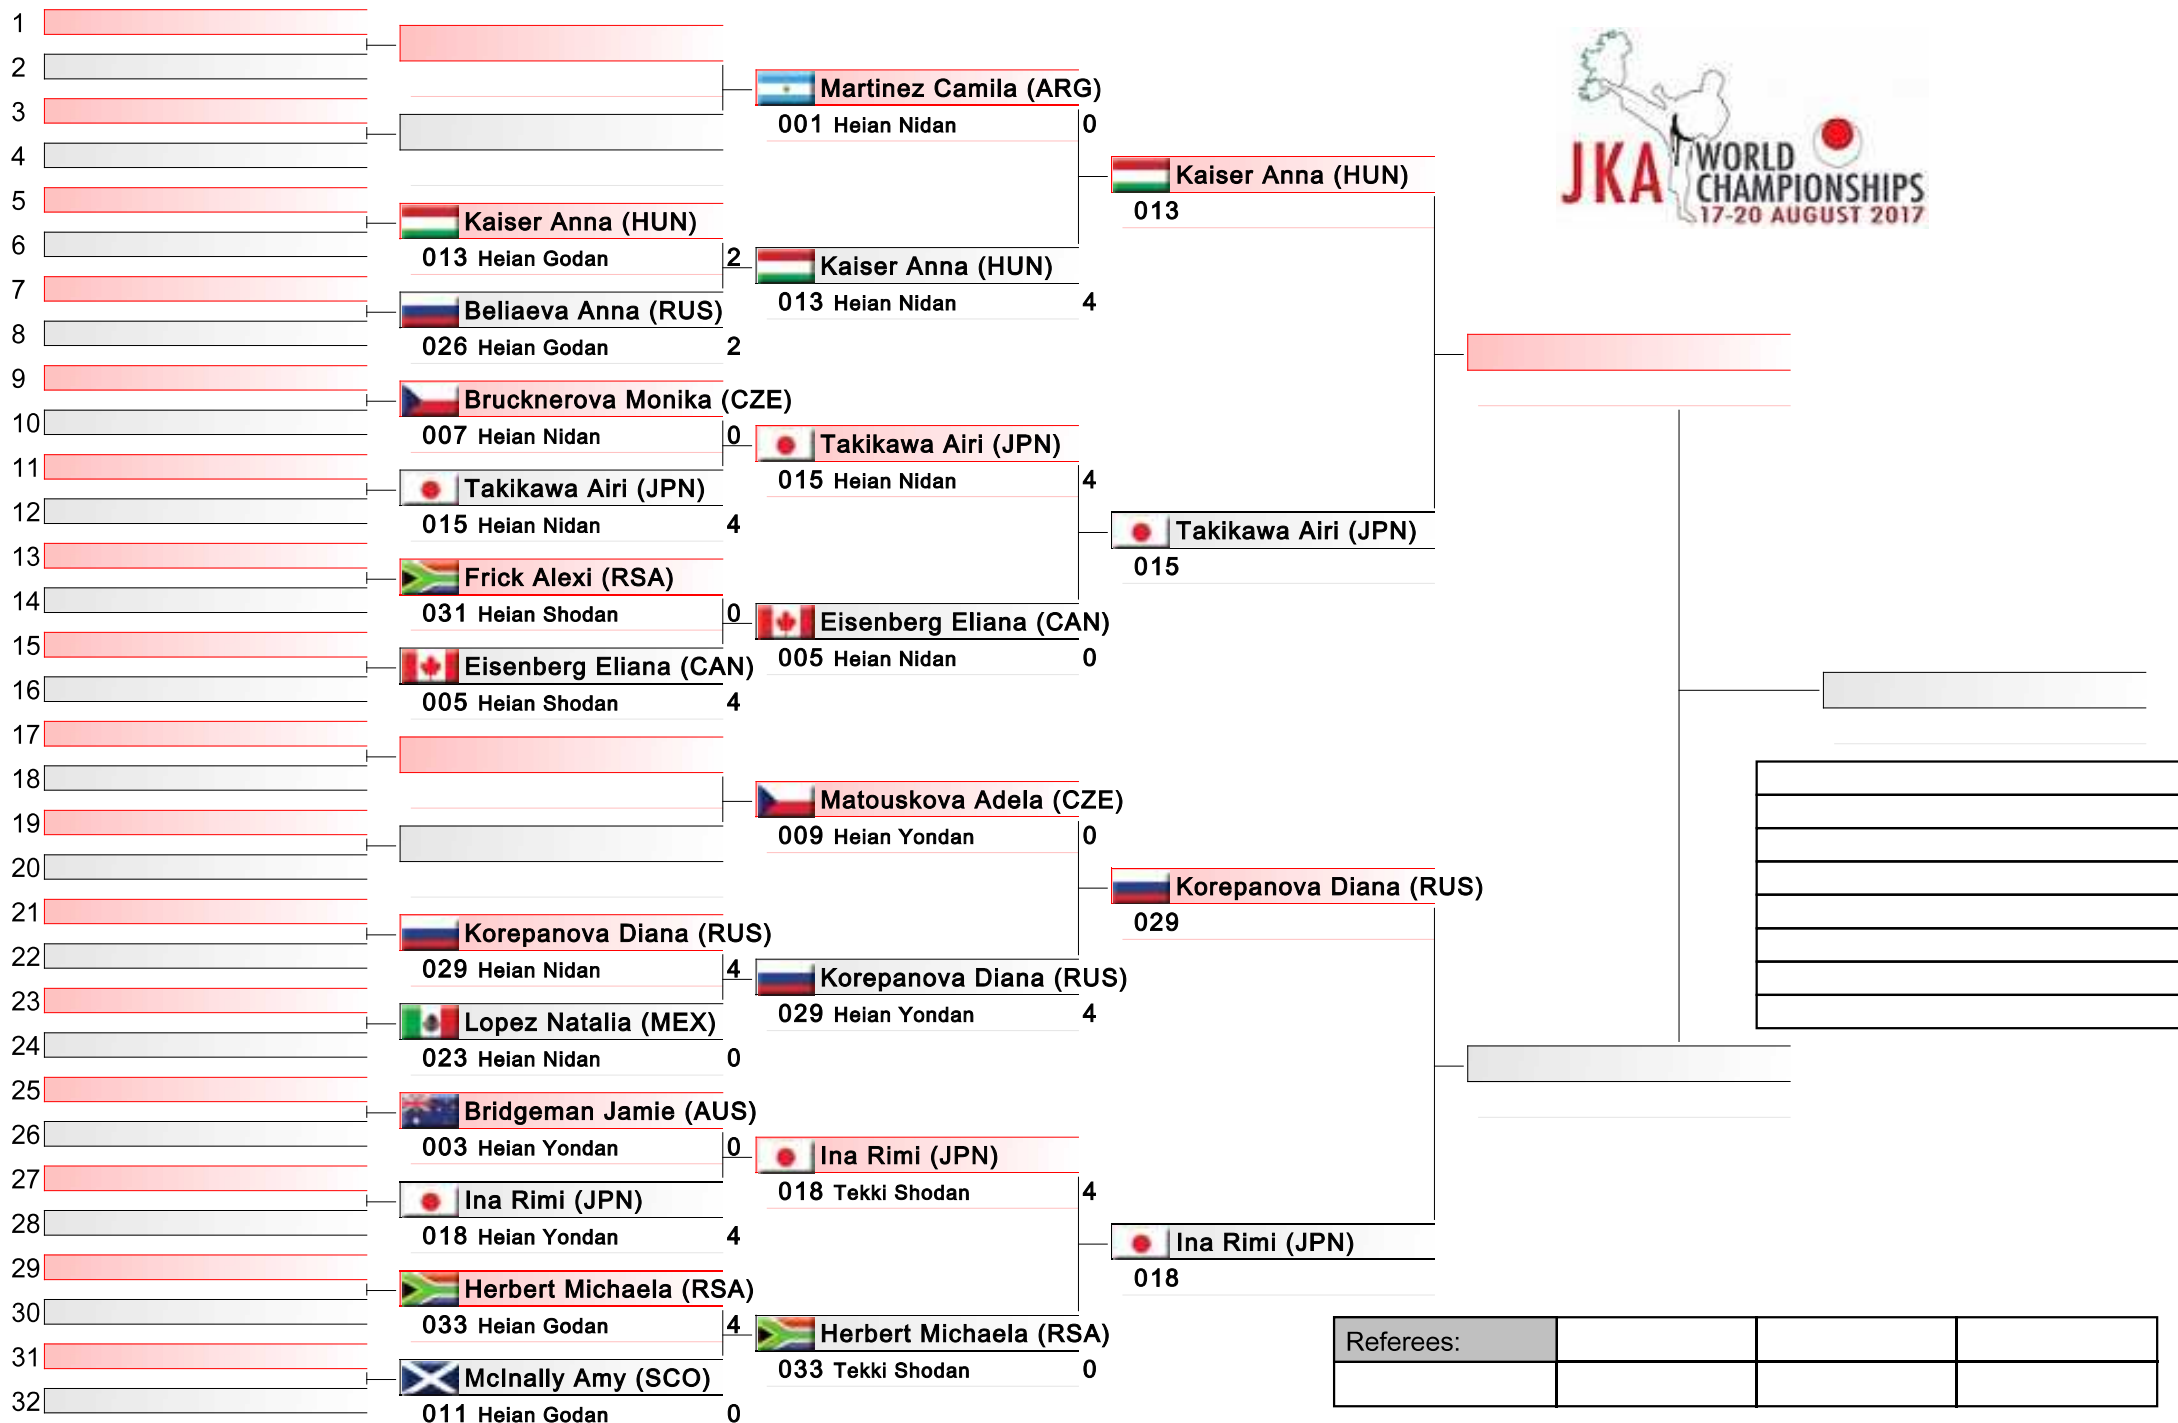 1
2
3
4
5
6
7
8
9
10
11
12
13
14
15
16
17
18
19
20
21
22
23
24
25
26
27
28
29
30
31
32
Kaiser Anna (HUN)
013 Heian Godan 2
Beliaeva Anna (RUS)
026 Heian Godan 2
Brucknerova Monika (CZE)
007 Heian Nidan 0
Takikawa Airi (JPN)
015 Heian Nidan 4
Frick Alexi (RSA)
031 Heian Shodan 0
Eisenberg Eliana (CAN)
005 Heian Shodan 4
Korepanova Diana (RUS)
029 Heian Nidan 4
Lopez Natalia (MEX)
023 Heian Nidan 0
Bridgeman Jamie (AUS)
003 Heian Yondan 0
Ina Rimi (JPN)
018 Heian Yondan 4
Herbert Michaela (RSA)
033 Heian Godan 4
McInally Amy (SCO)
011 Heian Godan 0
Martinez Camila (ARG)
001 Heian Nidan 0
Kaiser Anna (HUN)
013 Heian Nidan 4
Takikawa Airi (JPN)
015 Heian Nidan 4
Eisenberg Eliana (CAN)
005 Heian Nidan 0
Matouskova Adela (CZE)
009 Heian Yondan 0
Korepanova Diana (RUS)
029 Heian Yondan 4
Ina Rimi (JPN)
018 Tekki Shodan 4
Herbert Michaela (RSA)
033 Tekki Shodan 0
Kaiser Anna (HUN)
013
Takikawa Airi (JPN)
015
Korepanova Diana (RUS)
029
Ina Rimi (JPN)
018
JKA WORLD
CHAMPIONSHIPS
17-20 AUGUST 2017
Referees: